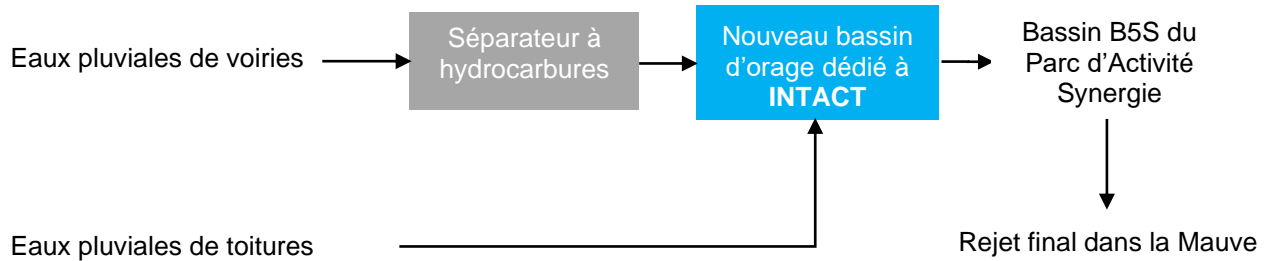 Eaux pluviales de voiries
Séparateur à
hydrocarbures
Nouveau bassin
d'orage dédié à
INTACT
Bassin B5S du
Parc d'Activité
Synergie
Eaux pluviales de toitures
Rejet final dans la Mauve